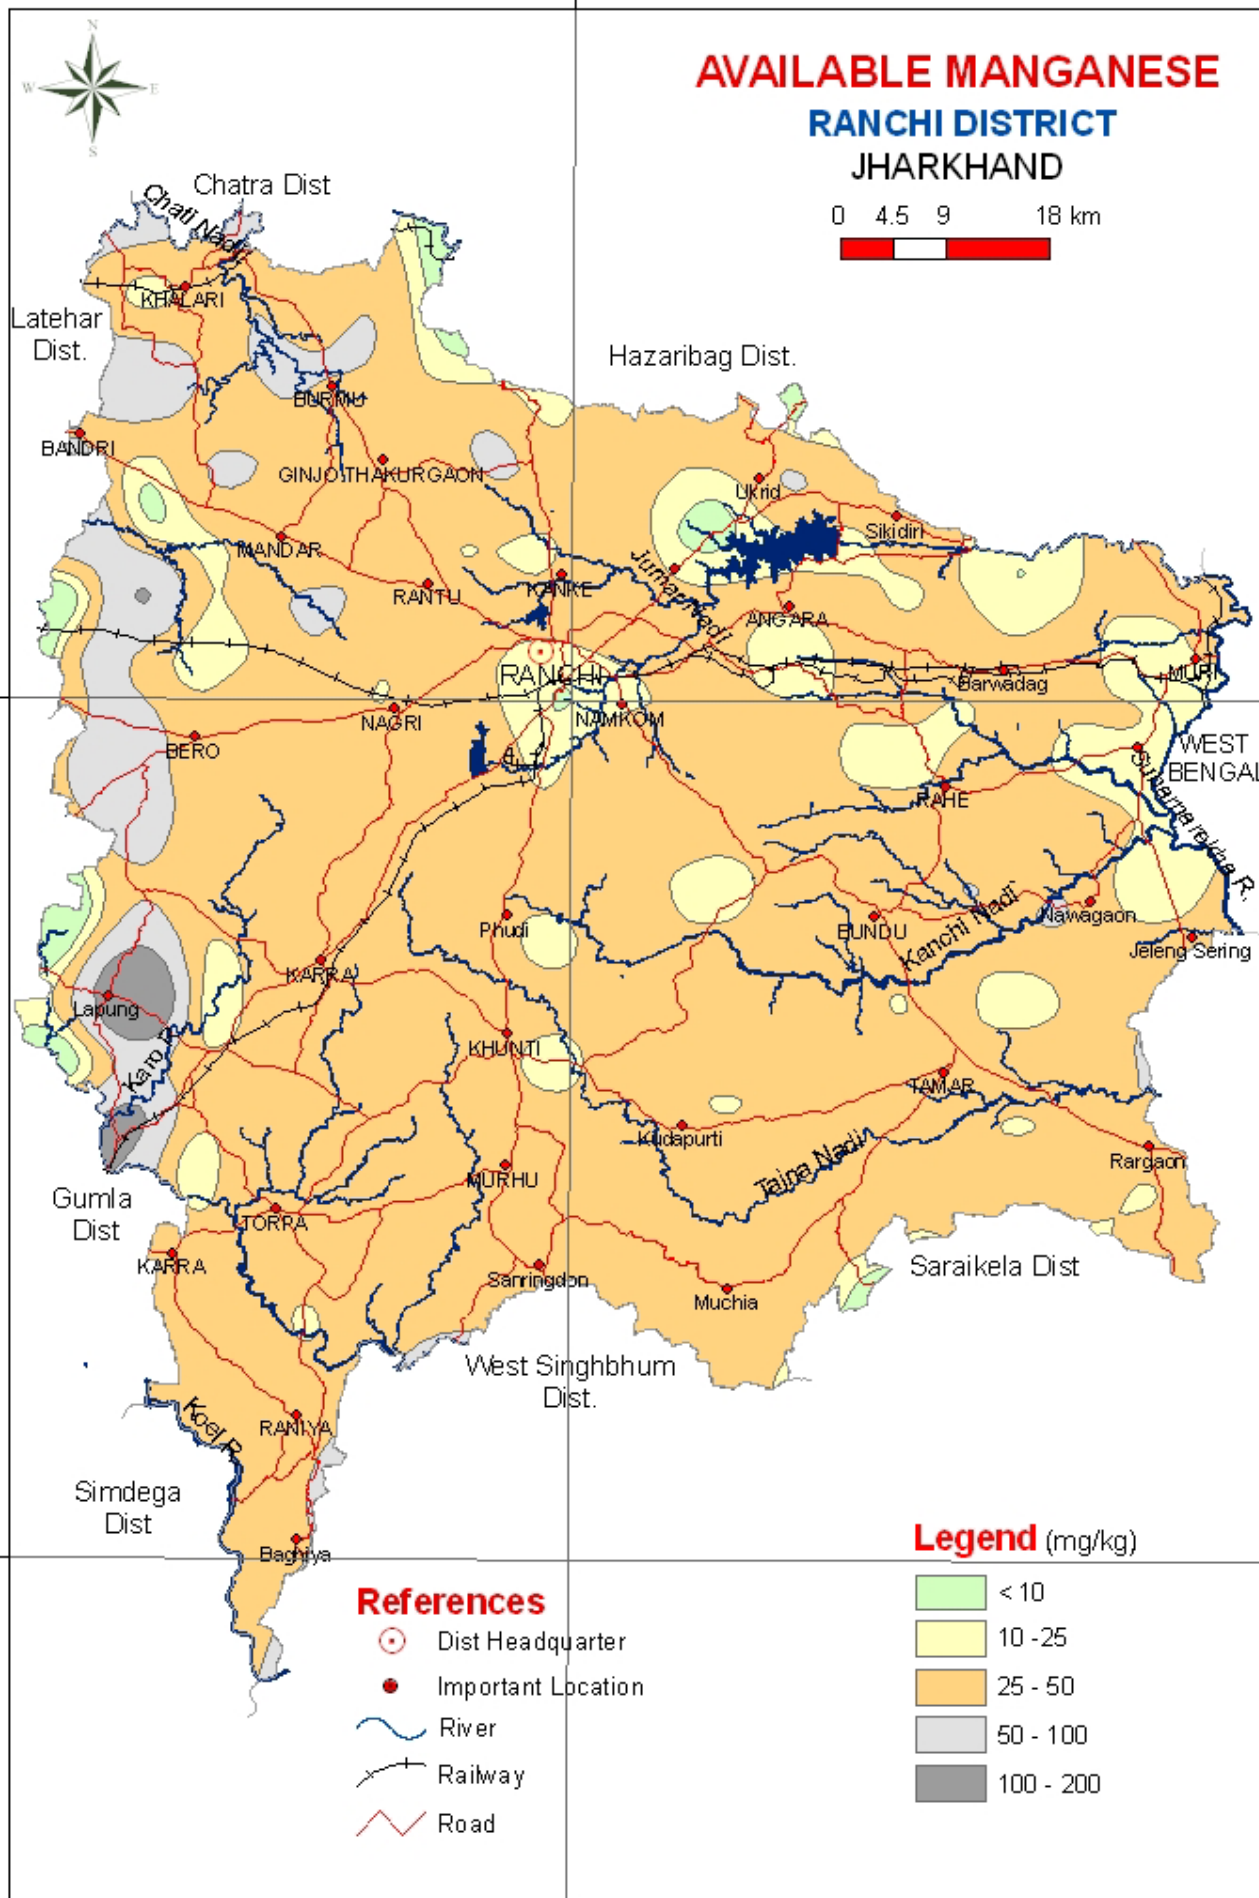 N
W E
S
AVAILABLE MANGANESE
RANCHI DISTRICT
JHARKHAND
0 4.5 9 18 km
Chatra Dist
Chati Nadi
KHALARI
Latehar
Dist.
Hazaribag Dist.
BURMU
BANDRI
GINJO THAKURGAON
Ukrid
Sikidiri
MANDAR
Jumar Nadi
RANTU
KANKE
ANGARA
RANCHI
Barwadag
MURI
NAGRI
NAMKOM
BERO
WEST
BENGAL
RAHE
Subarnarekha R.
Phudi
BUNDU
Kanchi Nadi
Nawagaon
Jeleng Sering
KARRA
Lapung
Karo R
KHUNTI
TAMAR
Kudapurti
Rargaon
MURHU
Tajna Nadi
Gumla
Dist
TORPA
KARRA
Sanringdon
Muchia
Saraikela Dist
West Singhbhum
Dist.
Koel R.
RANIYA
Simdega
Dist
Baghiya
Legend (mg/kg)
< 10
10 -25
25 - 50
50 - 100
100 - 200
References
Dist Headquarter
Important Location
River
Railway
Road